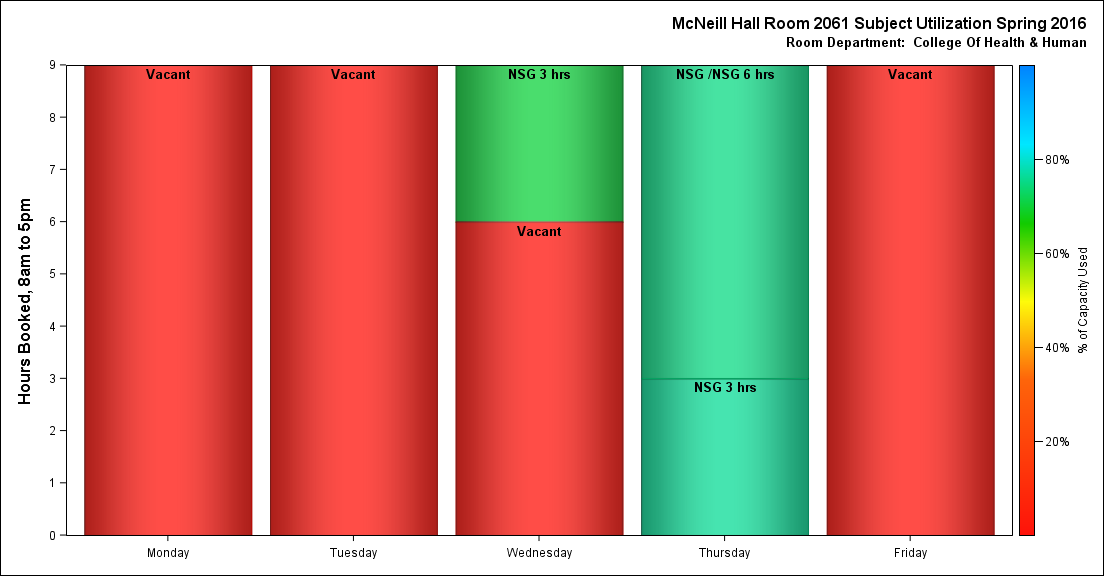 McNeill Hall Room 2061 Subject Utilization Spring 2016
Room Department:  College Of Health & Human
Hours Booked, 8am to 5pm
9
8
7
6
5
4
3
2
1
0
Vacant
Vacant
NSG 3 hrs
Vacant
NSG /NSG 6 hrs
NSG 3 hrs
Vacant
Monday
Tuesday
Wednesday
Thursday
Friday
80%
60%
40%
20%
% of Capacity Used